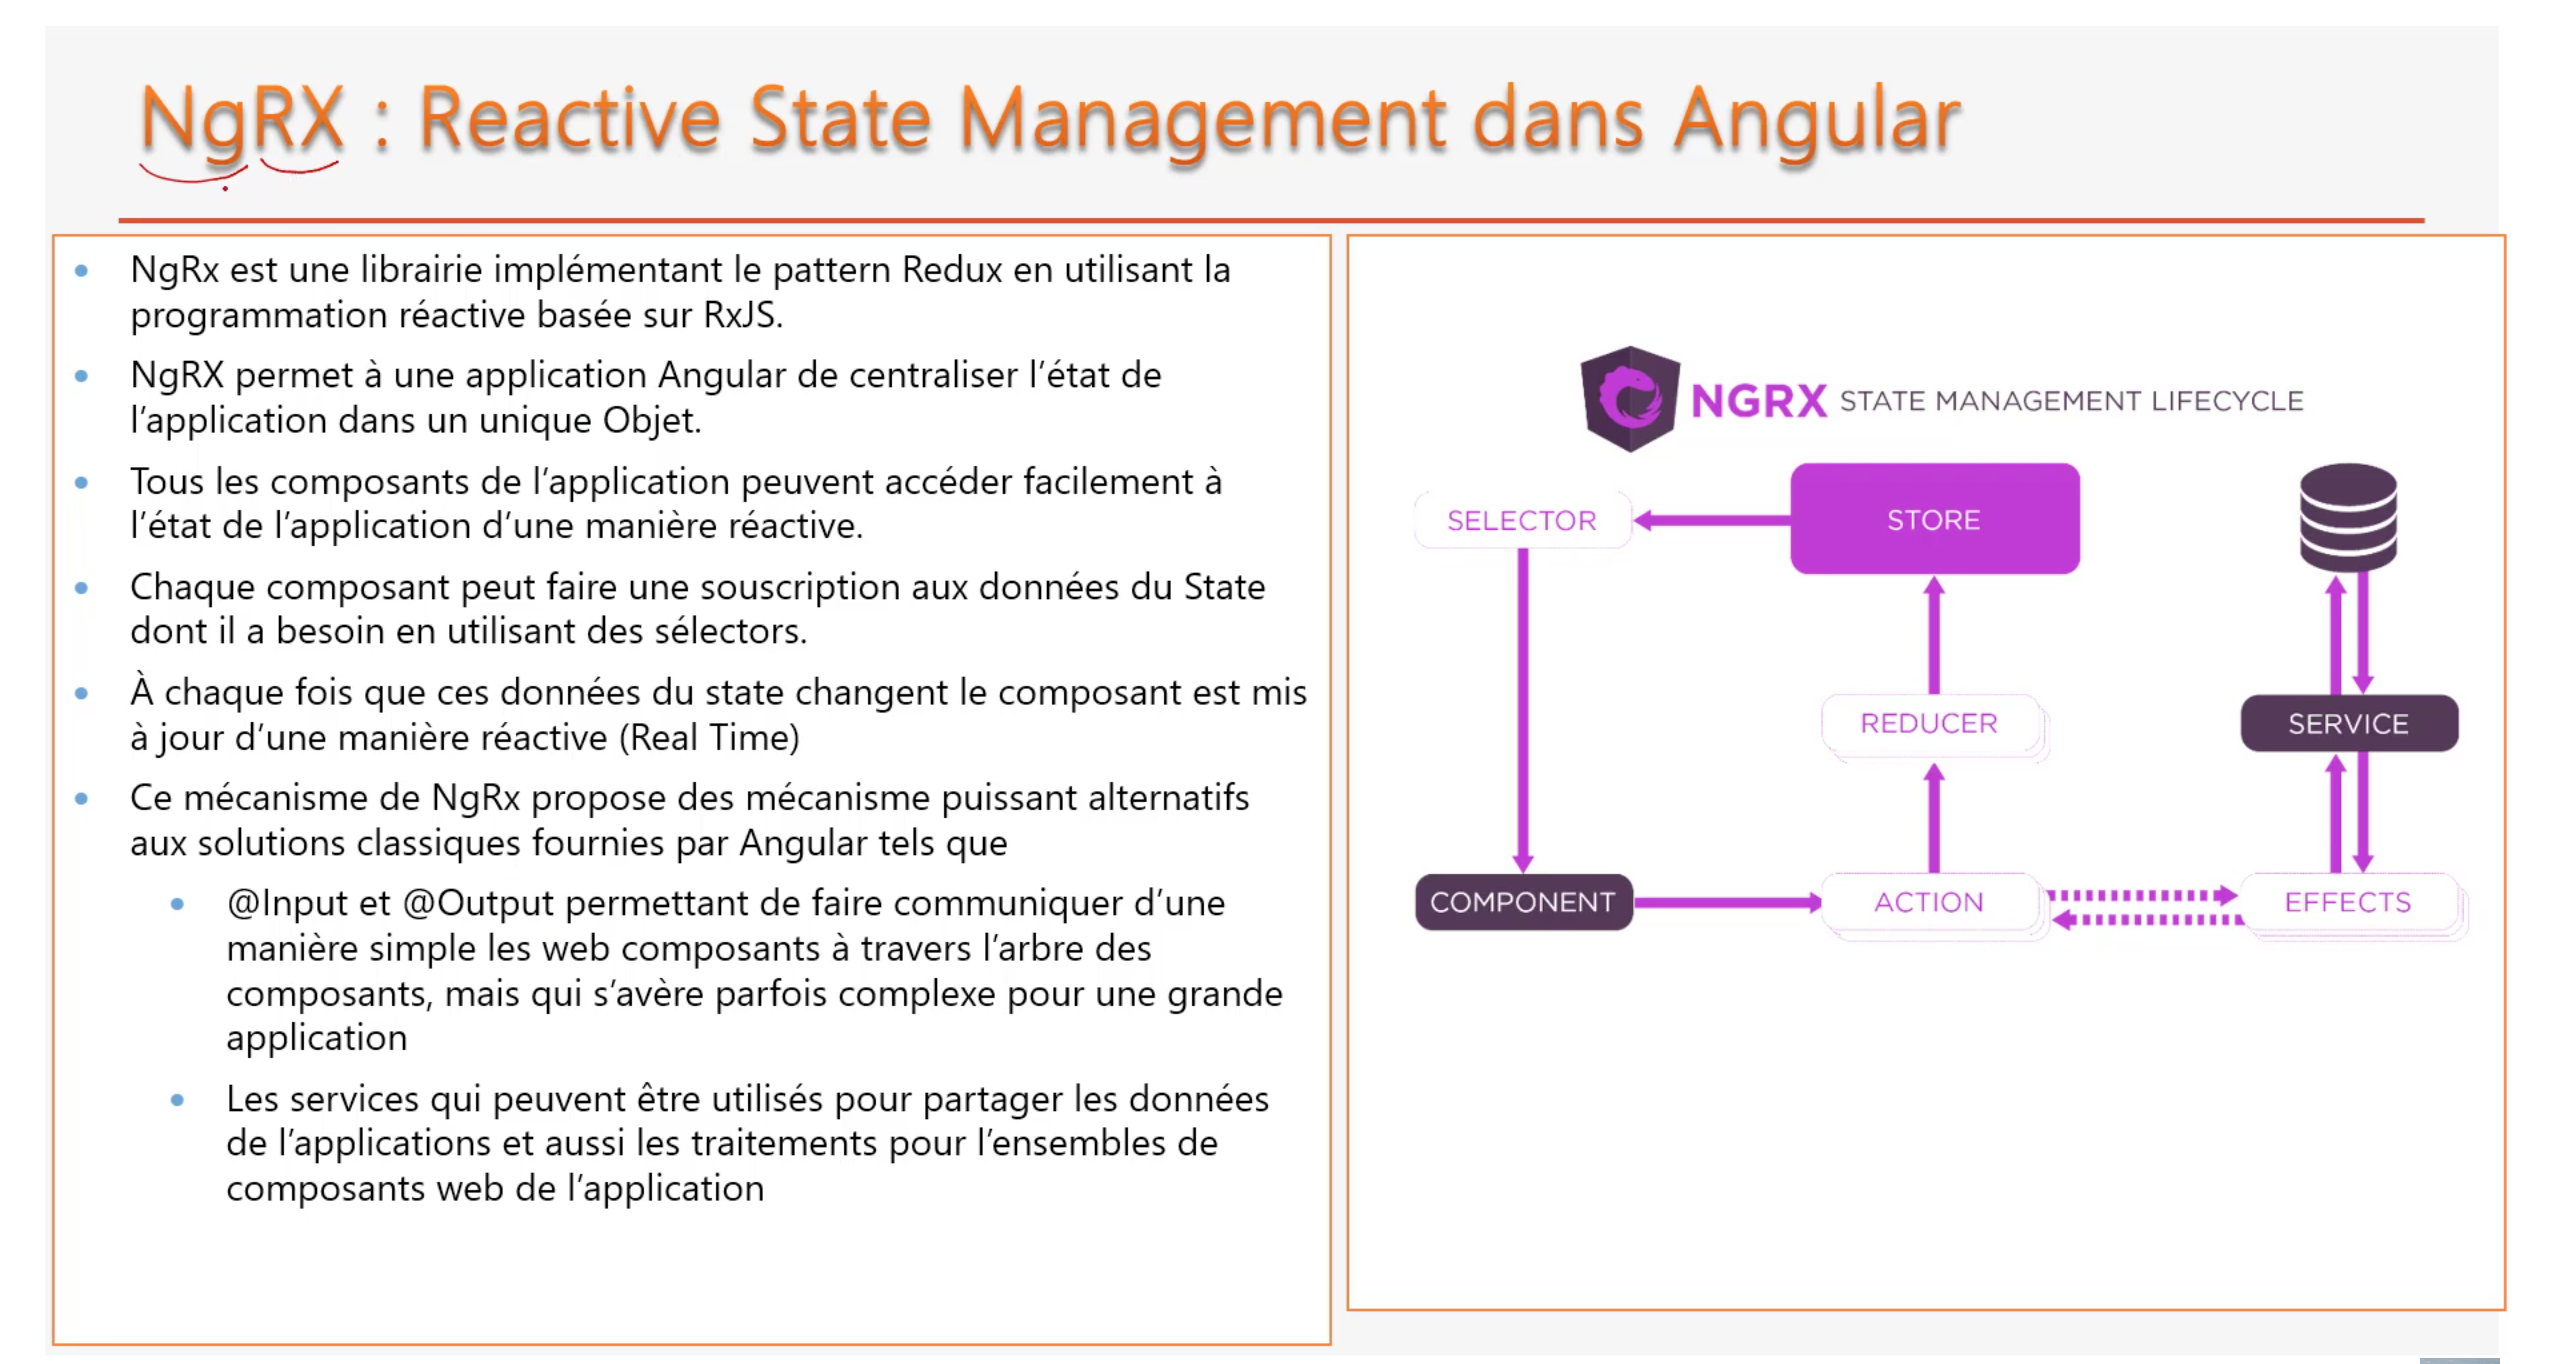 NgRX : Reactive State Management dans Angular
• NgRx est une librairie implémentant le pattern Redux en utilisant la
programmation réactive basée sur RxJS.
• NgRX permet à une application Angular de centraliser l’état de
l’application dans un unique Objet.
• Tous les composants de l’application peuvent accéder facilement à
l’état de l’application d’une manière réactive.
• Chaque composant peut faire une souscription aux données du State
dont il a besoin en utilisant des sélectors.
• À chaque fois que ces données du state changent le composant est mis
à jour d’une manière réactive (Real Time)
• Ce mécanisme de NgRx propose des mécanisme puissant alternatifs
aux solutions classiques fournies par Angular tels que
• @Input et @Output permettant de faire communiquer d’une
manière simple les web composants à travers l’arbre des
composants, mais qui s’avère parfois complexe pour une grande
application
• Les services qui peuvent être utilisés pour partager les données
de l’applications et aussi les traitements pour l’ensembles de
composants web de l’application
NGRX STATE MANAGEMENT LIFECYCLE
SELECTOR
STORE
REDUCER
SERVICE
COMPONENT
ACTION
EFFECTS